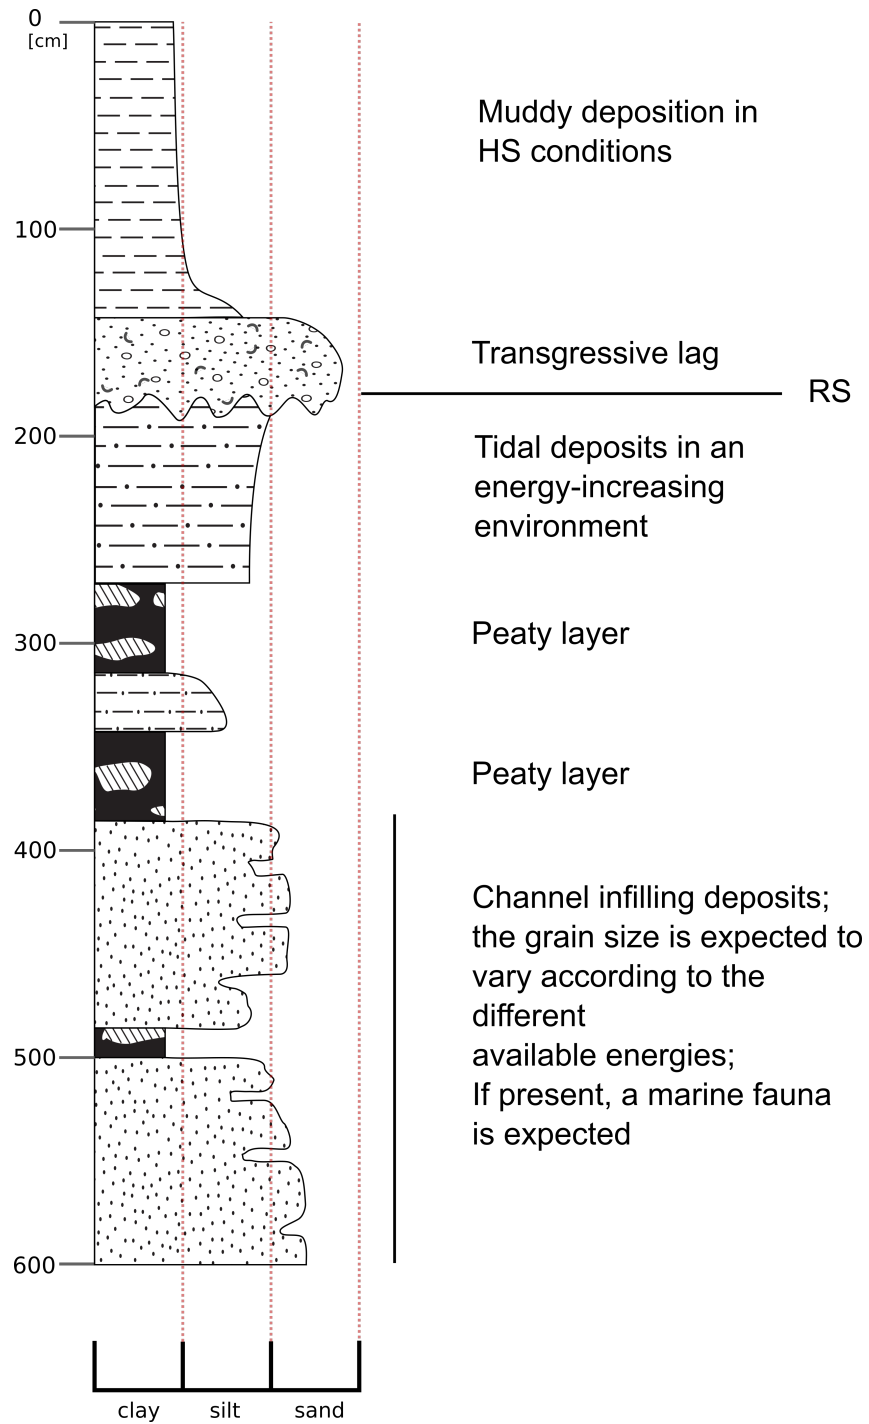 0
[cm]
Muddy deposition in
HS conditions
100
Transgressive lag
RS
200
Tidal deposits in an
energy-increasing
environment
300
Peaty layer
Peaty layer
400
Channel infilling deposits;
the grain size is expected to
vary according to the
different
available energies;
If present, a marine fauna
is expected
500
600
clay silt sand